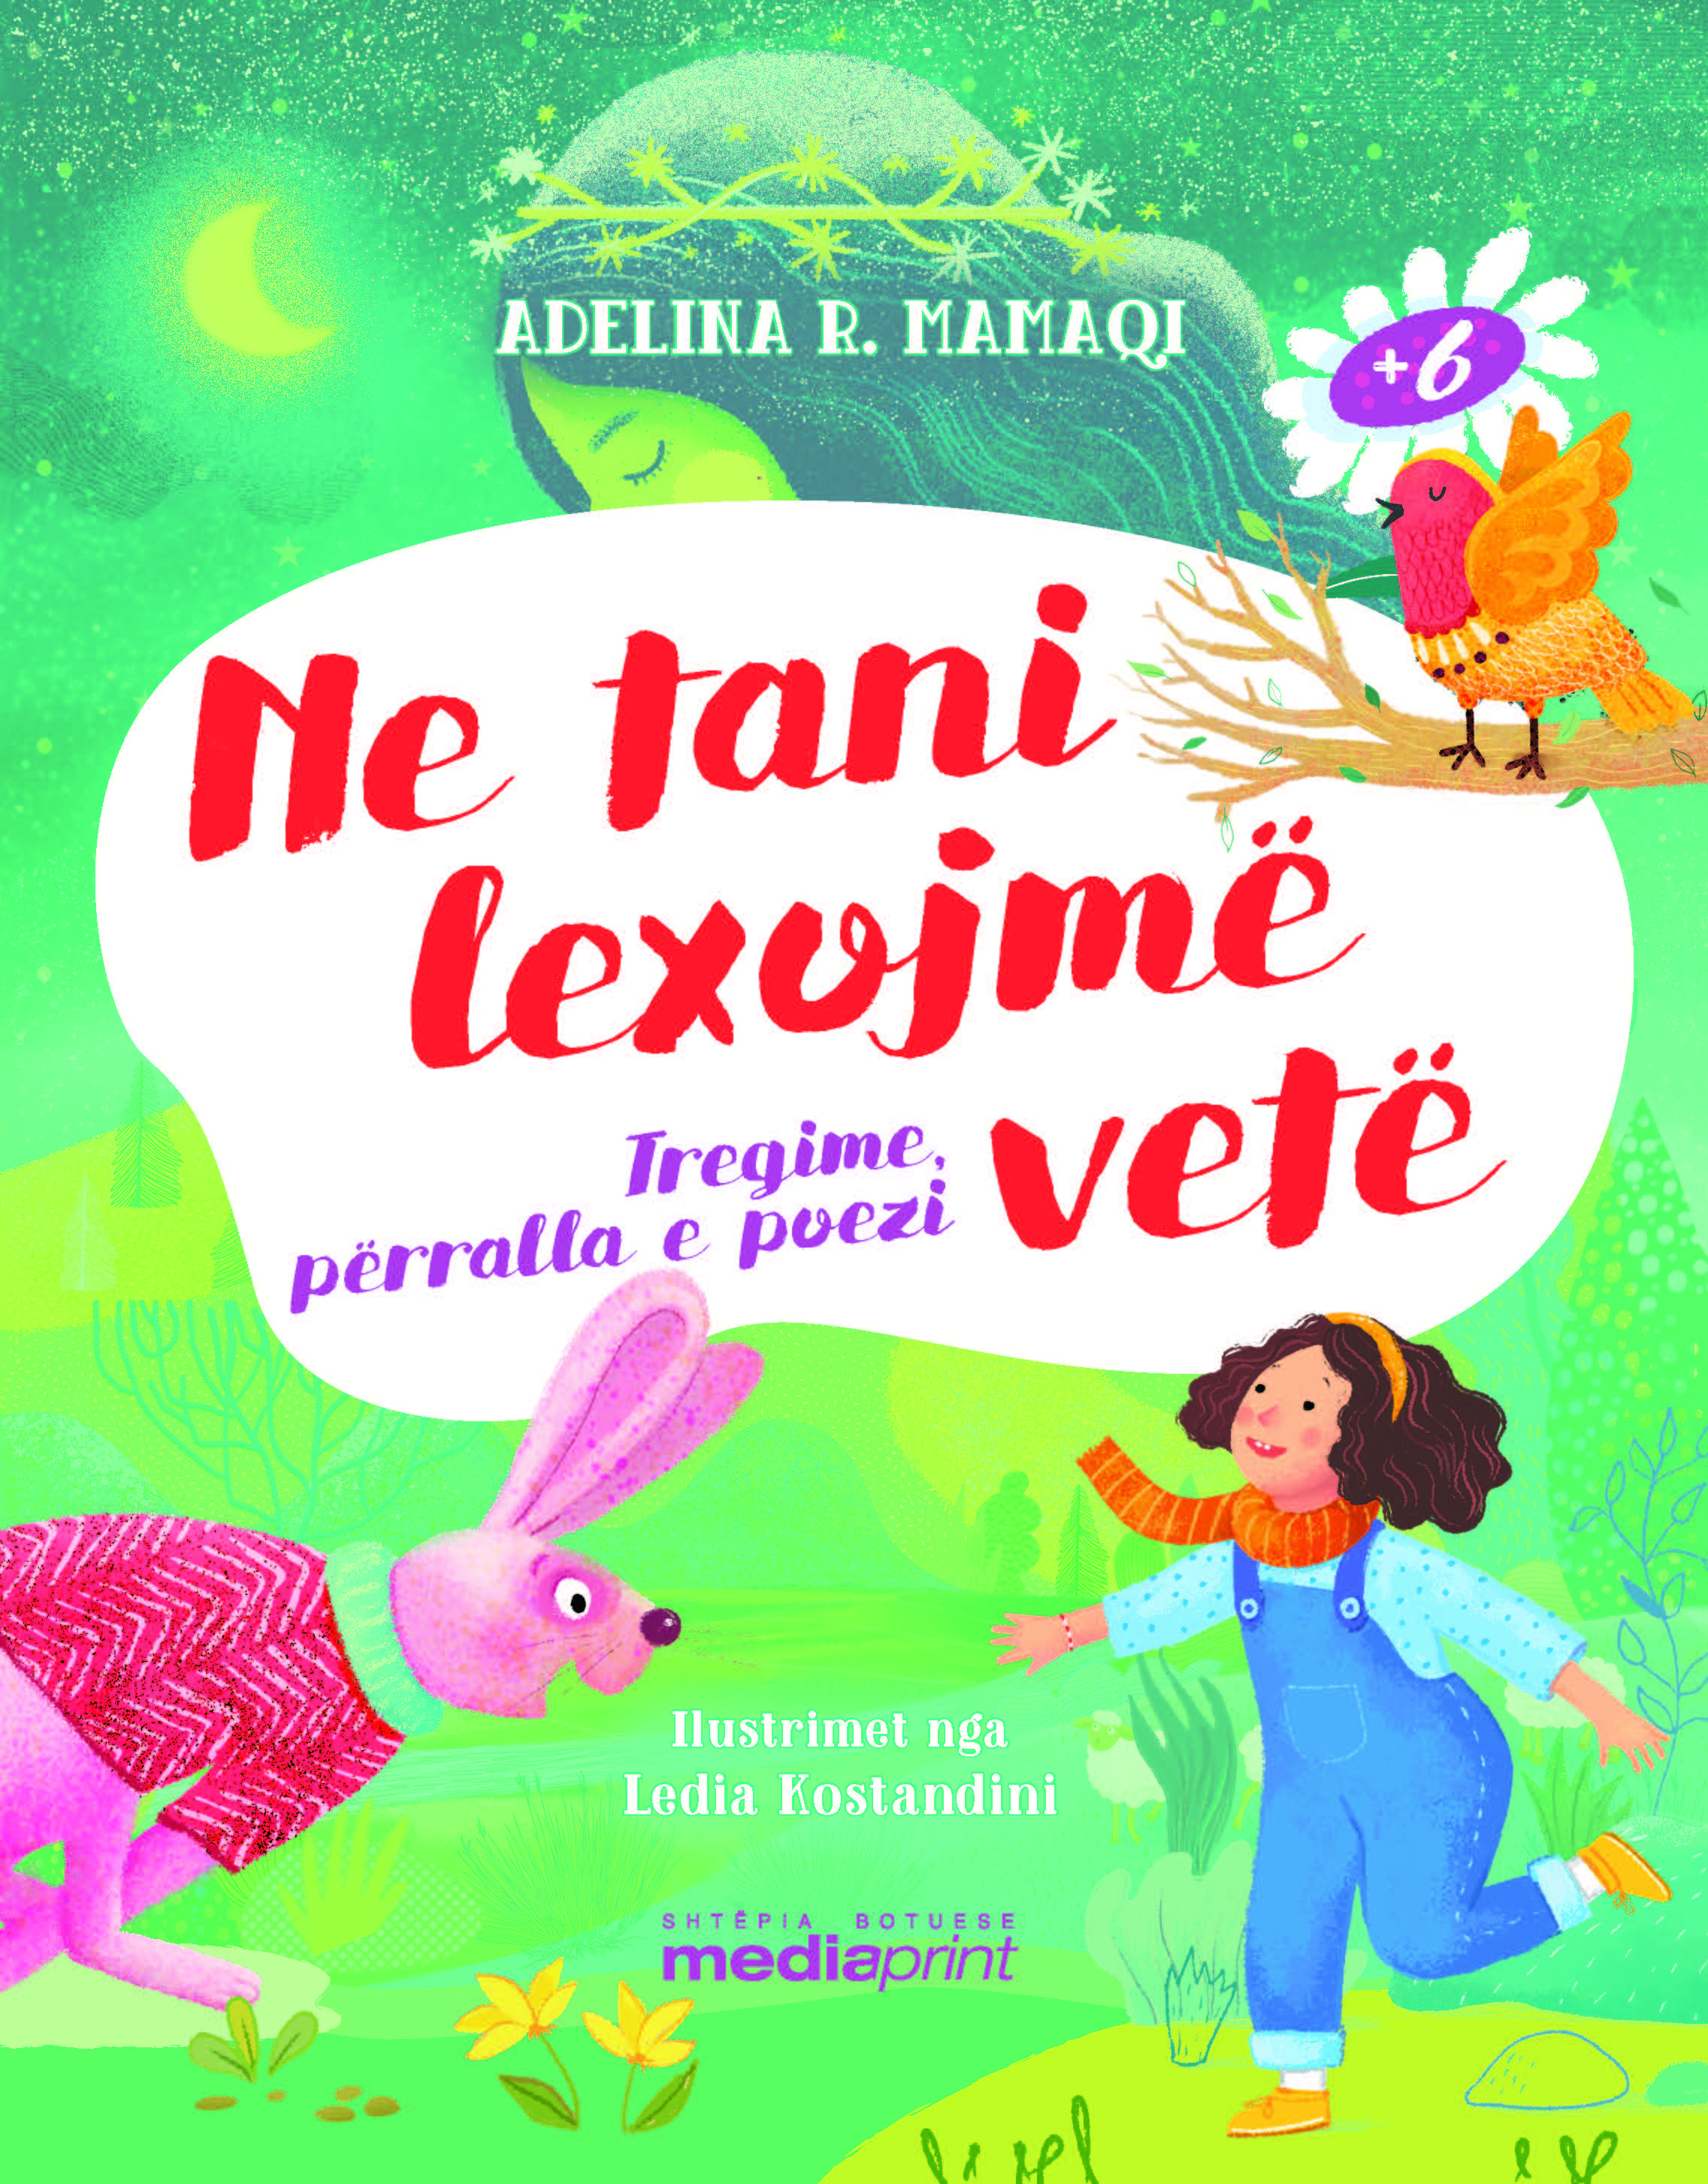 ADELINA R. MAMAQI
+6
Ne tani
lexojmë
vetë
Tregime,
përralla e poezi
Ilustrimet nga
Ledia Kostandini
SHTËPIA BOTUESE
mediaprint